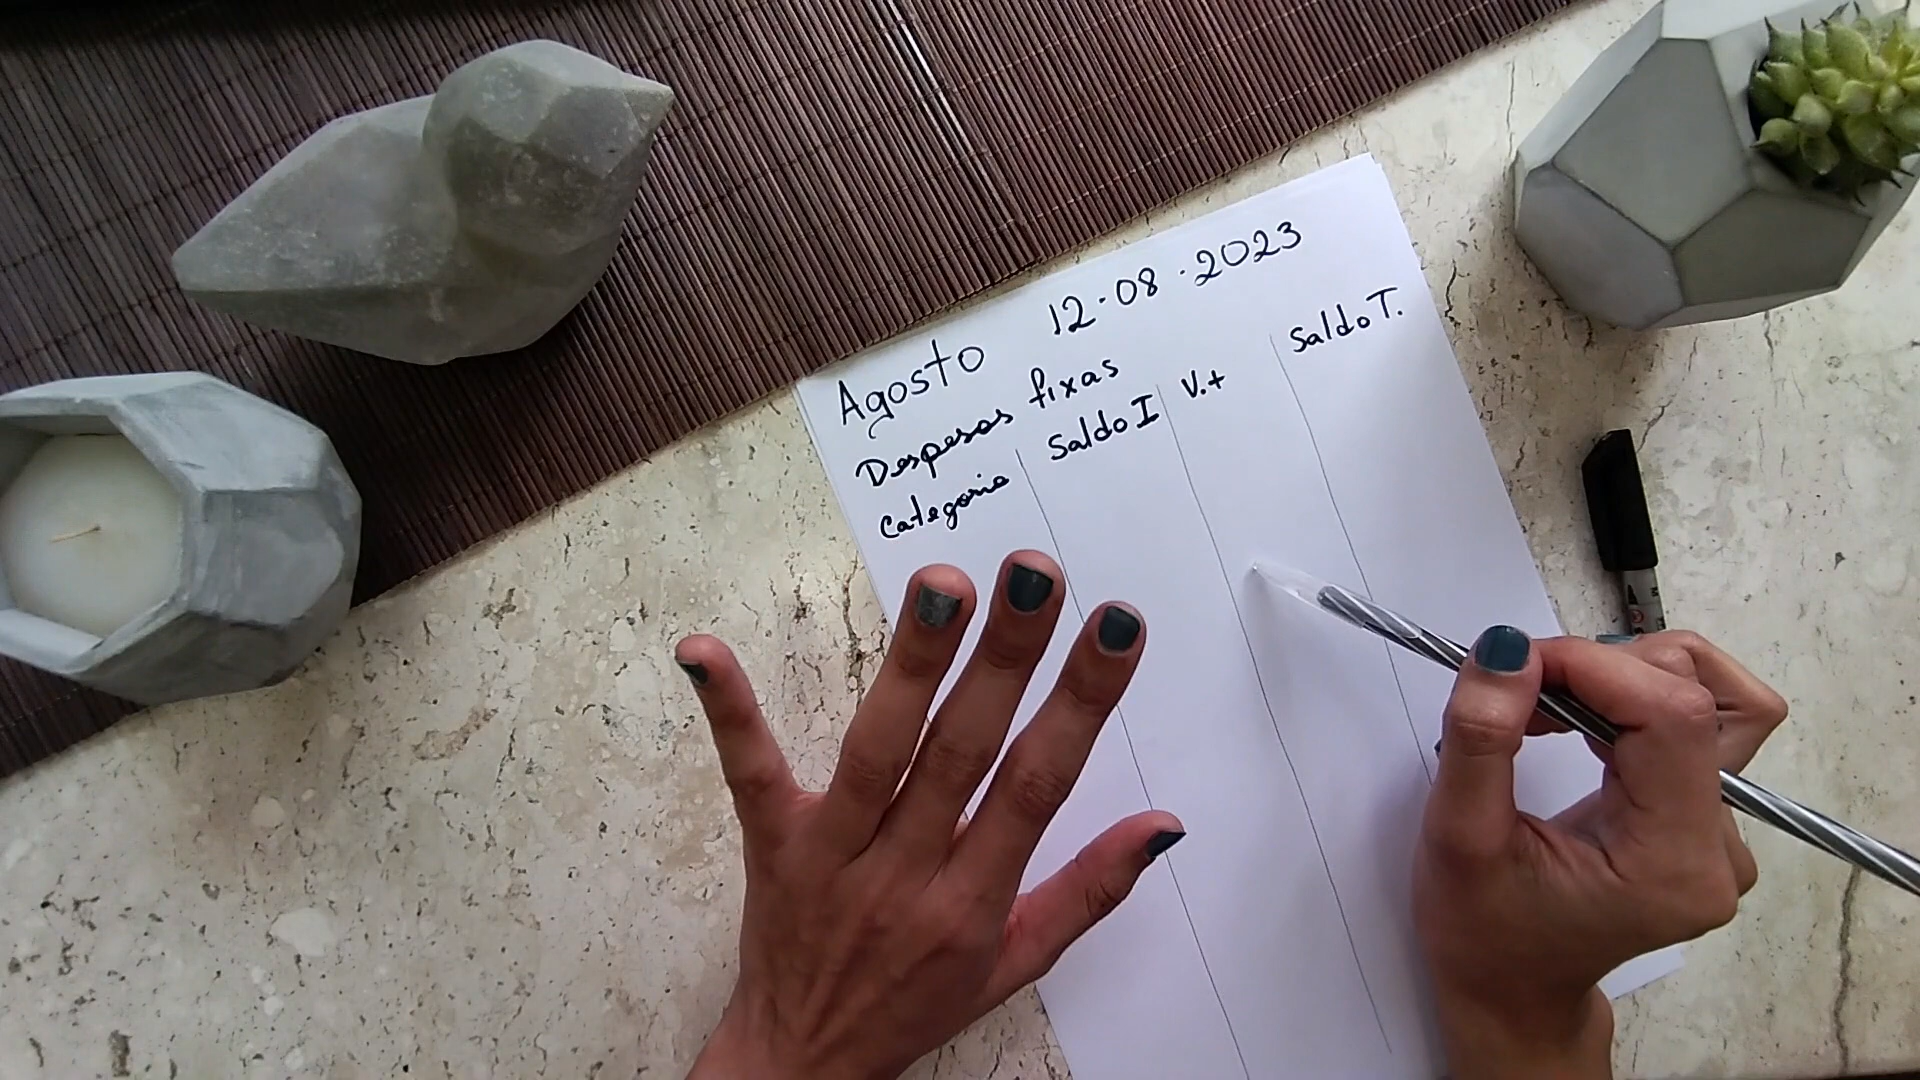 Agosto 12.08.2023
Despesas fixas
Categoria Saldo I V.+ Saldo T.